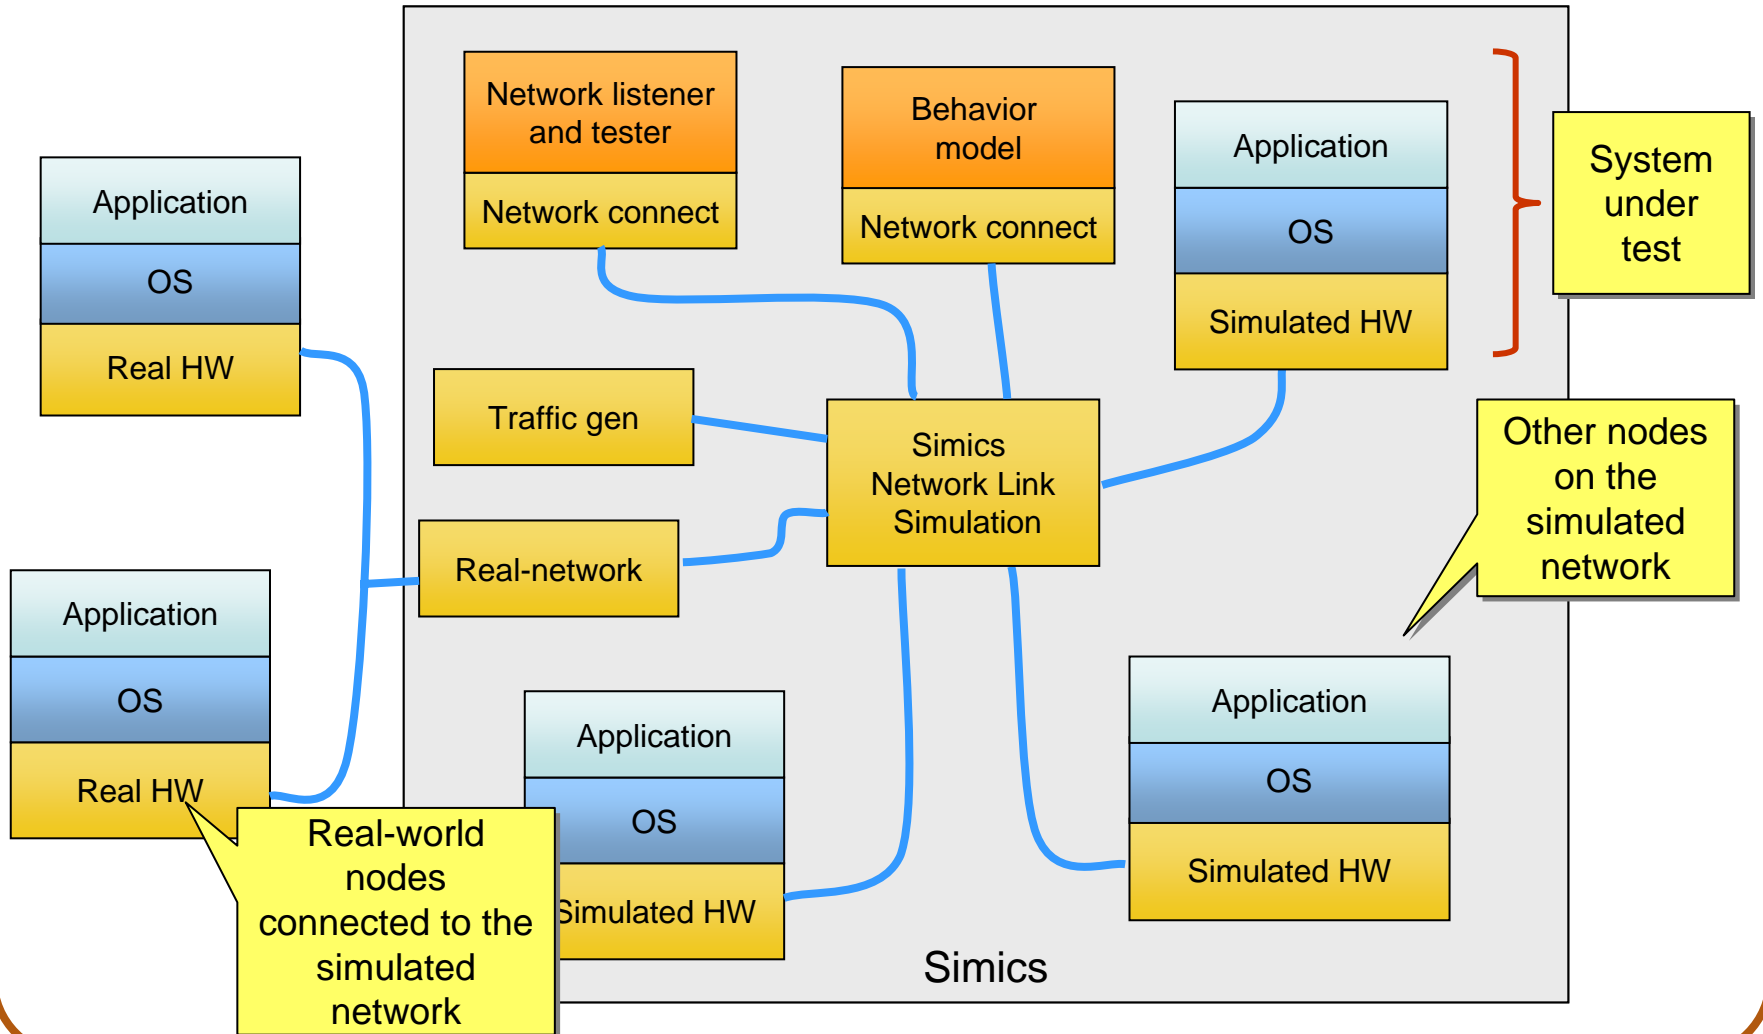 Network listener
and tester
Network connect
Behavior
model
Network connect
Application
OS
Simulated HW
System
under
test
Application
OS
Real HW
Traffic gen
Simics
Network Link
Simulation
Other nodes
on the
simulated
network
Real-network
Application
OS
Real HW
Real-world
nodes
connected to the
simulated
network
Application
OS
Simulated HW
Application
OS
Simulated HW
Simics